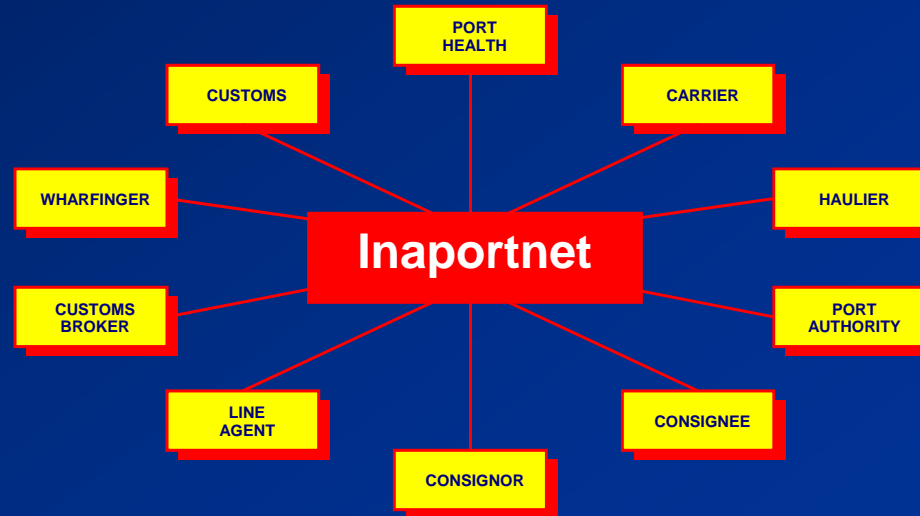 PORT
HEALTH
CUSTOMS
CARRIER
WHARFINGER
HAULIER
Inaportnet
CUSTOMS
BROKER
PORT
AUTHORITY
LINE
AGENT
CONSIGNEE
CONSIGNOR